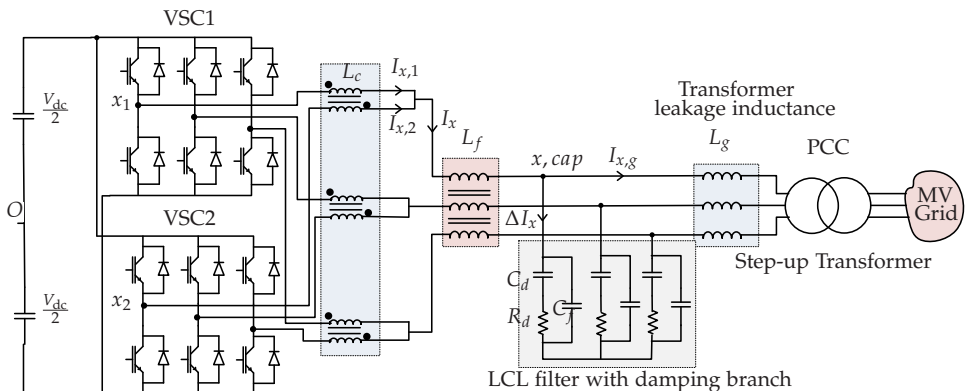 VSC1
V_dc/2
x_1
L_c
I_{x,1}
I_{x,2}
I_x
L_f
x, cap
I_{x,g}
Transformer
leakage inductance
L_g
PCC
MV
Grid
Step-up Transformer
O
VSC2
ΔI_x
x_2
V_dc/2
C_d
R_d
C_f
LCL filter with damping branch